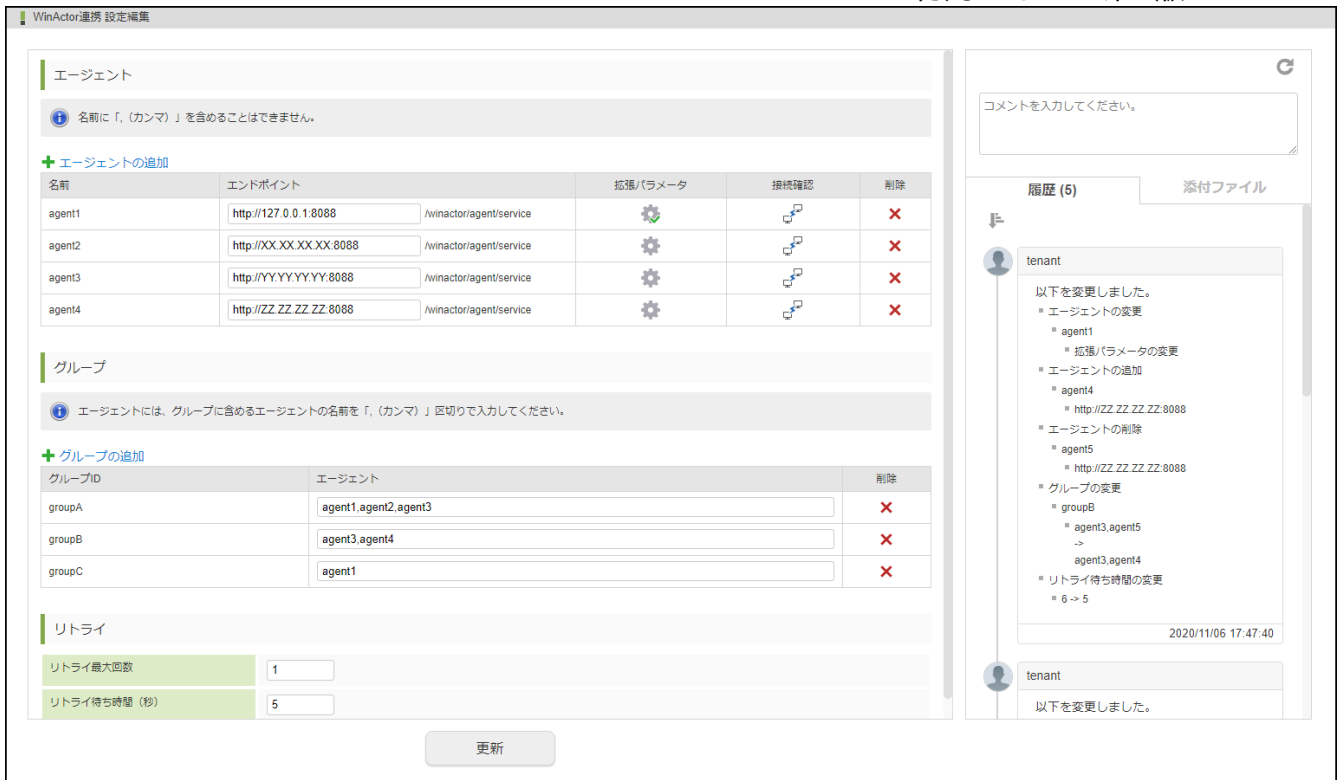 WinActor連携 設定編集
エージェント
名前に「,（カンマ）」を含めることはできません。
エージェントの追加
名前 エンドポイント 拡張パラメータ 接続確認 削除
agent1 http://127.0.0.1:8088 /winactor/agent/service
agent2 http://XX.XX.XX.XX:8088 /winactor/agent/service
agent3 http://YY.YY.YY.YY:8088 /winactor/agent/service
agent4 http://ZZ.ZZ.ZZ.ZZ:8088 /winactor/agent/service
グループ
エージェントには、グループに含めるエージェントの名前を「,（カンマ）」区切りで入力してください。
グループの追加
グループID エージェント 削除
groupA agent1,agent2,agent3
groupB agent3,agent4
groupC agent1
リトライ
リトライ最大回数 1
リトライ待ち時間（秒） 5
更新
コメントを入力してください。
履歴 (5) 添付ファイル
tenant
以下を変更しました。
エージェントの変更
agent1
拡張パラメータの変更
エージェントの追加
agent4
http://ZZ.ZZ.ZZ.ZZ:8088
エージェントの削除
agent5
http://ZZ.ZZ.ZZ.ZZ:8088
グループの変更
groupB
agent3,agent5
->
agent3,agent4
リトライ待ち時間の変更
6 -> 5
2020/11/06 17:47:40
tenant
以下を変更しました。